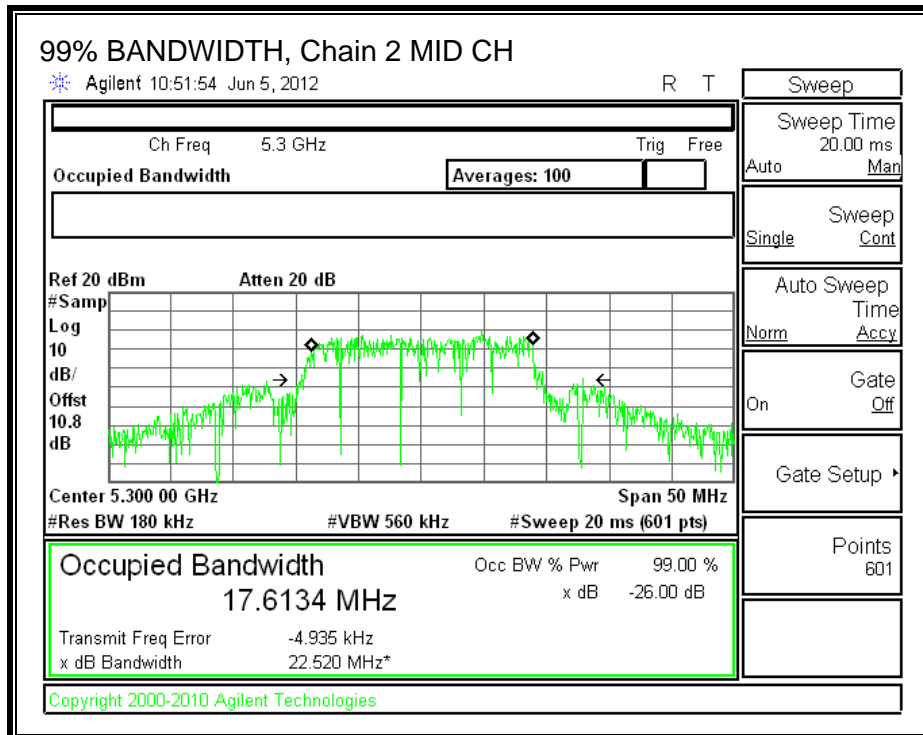 99% BANDWIDTH, Chain 2 MID CH
Agilent 10:51:54 Jun 5, 2012 R T
Ch Freq 5.3 GHz Trig Free
Occupied Bandwidth Averages: 100
Ref 20 dBm Atten 20 dB
#Samp
Log
10
dB/
Offst
10.8
dB
Center 5.300 00 GHz Span 50 MHz
#Res BW 180 kHz #VBW 560 kHz #Sweep 20 ms (601 pts)
Occupied Bandwidth Occ BW % Pwr 99.00 %
17.6134 MHz x dB -26.00 dB
Transmit Freq Error -4.935 kHz
x dB Bandwidth 22.520 MHz*
Copyright 2000-2010 Agilent Technologies
Sweep
Sweep Time
20.00 ms
Auto Man
Sweep
Single Cont
Auto Sweep
Time
Norm Accy
Gate
On Off
Gate Setup
Points
601